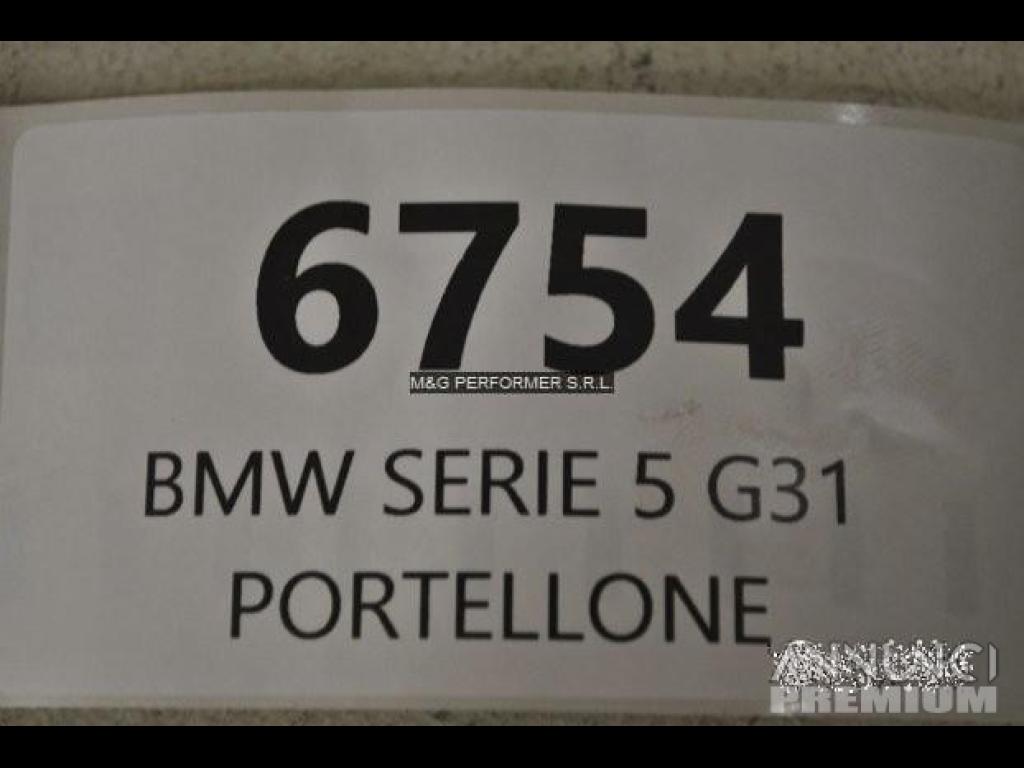 6754
M&G PERFORMER S.R.L.
BMW SERIE 5 G31
PORTELLONE
PREMIUM